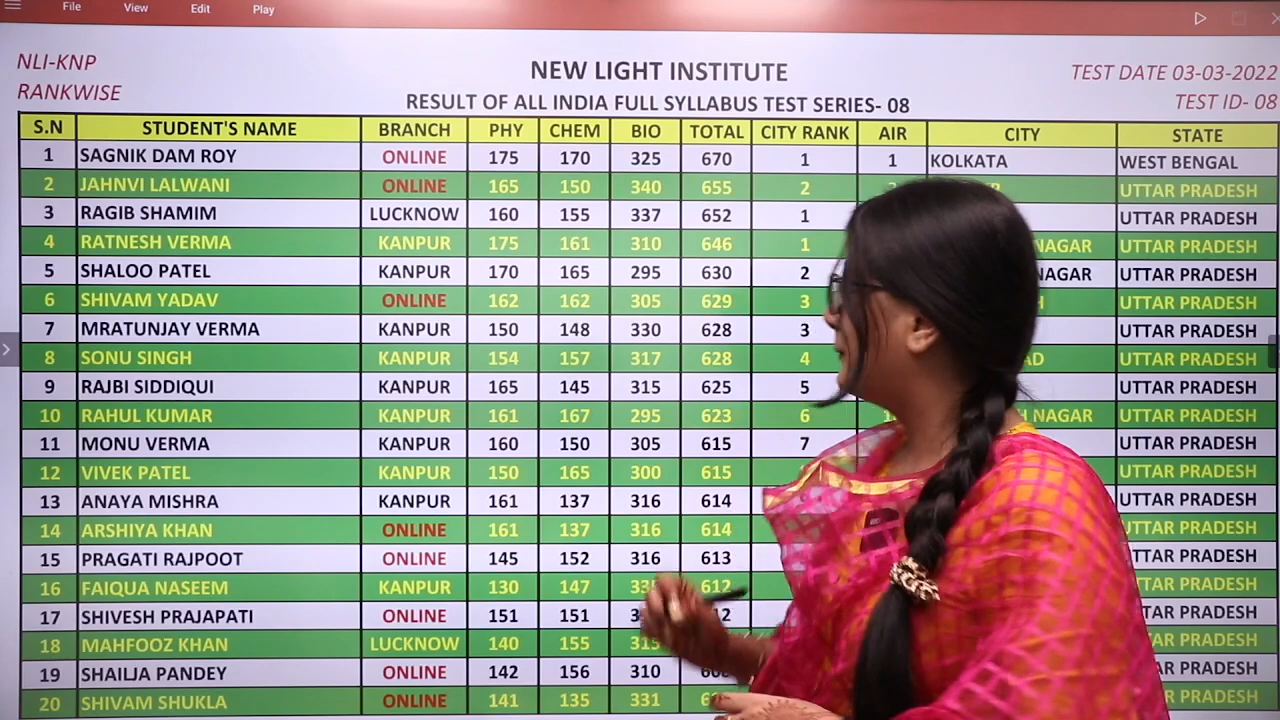 File View Edit Play
NLI-KNP NEW LIGHT INSTITUTE TEST DATE 03-03-2022
RANKWISE RESULT OF ALL INDIA FULL SYLLABUS TEST SERIES- 08 TEST ID- 08
S.N STUDENT'S NAME BRANCH PHY CHEM BIO TOTAL CITY RANK AIR CITY STATE
1 SAGNIK DAM ROY ONLINE 175 170 325 670 1 1 KOLKATA WEST BENGAL
2 JAHNVI LALWANI ONLINE 165 150 340 655 2 UTTAR PRADESH
3 RAGIB SHAMIM LUCKNOW 160 155 337 652 1 UTTAR PRADESH
4 RATNESH VERMA KANPUR 175 161 310 646 1 NAGAR UTTAR PRADESH
5 SHALOO PATEL KANPUR 170 165 295 630 2 NAGAR UTTAR PRADESH
6 SHIVAM YADAV ONLINE 162 162 305 629 3 UTTAR PRADESH
7 MRATUNJAY VERMA KANPUR 150 148 330 628 3 UTTAR PRADESH
8 SONU SINGH KANPUR 154 157 317 628 4 UTTAR PRADESH
9 RAJBI SIDDIQUI KANPUR 165 145 315 625 5 UTTAR PRADESH
10 RAHUL KUMAR KANPUR 161 167 295 623 6 NAGAR UTTAR PRADESH
11 MONU VERMA KANPUR 160 150 305 615 7 UTTAR PRADESH
12 VIVEK PATEL KANPUR 150 165 300 615 UTTAR PRADESH
13 ANAYA MISHRA KANPUR 161 137 316 614 UTTAR PRADESH
14 ARSHIYA KHAN ONLINE 161 137 316 614 PRADESH
15 PRAGATI RAJPOOT ONLINE 145 152 316 613 PRADESH
16 FAIQUA NASEEM KANPUR 130 147 612 PRADESH
17 SHIVESH PRAJAPATI ONLINE 151 151 PRADESH
18 MAHFOOZ KHAN LUCKNOW 140 155 315 PRADESH
19 SHAILJA PANDEY ONLINE 142 156 310 PRADESH
20 SHIVAM SHUKLA ONLINE 141 135 331 PRADESH